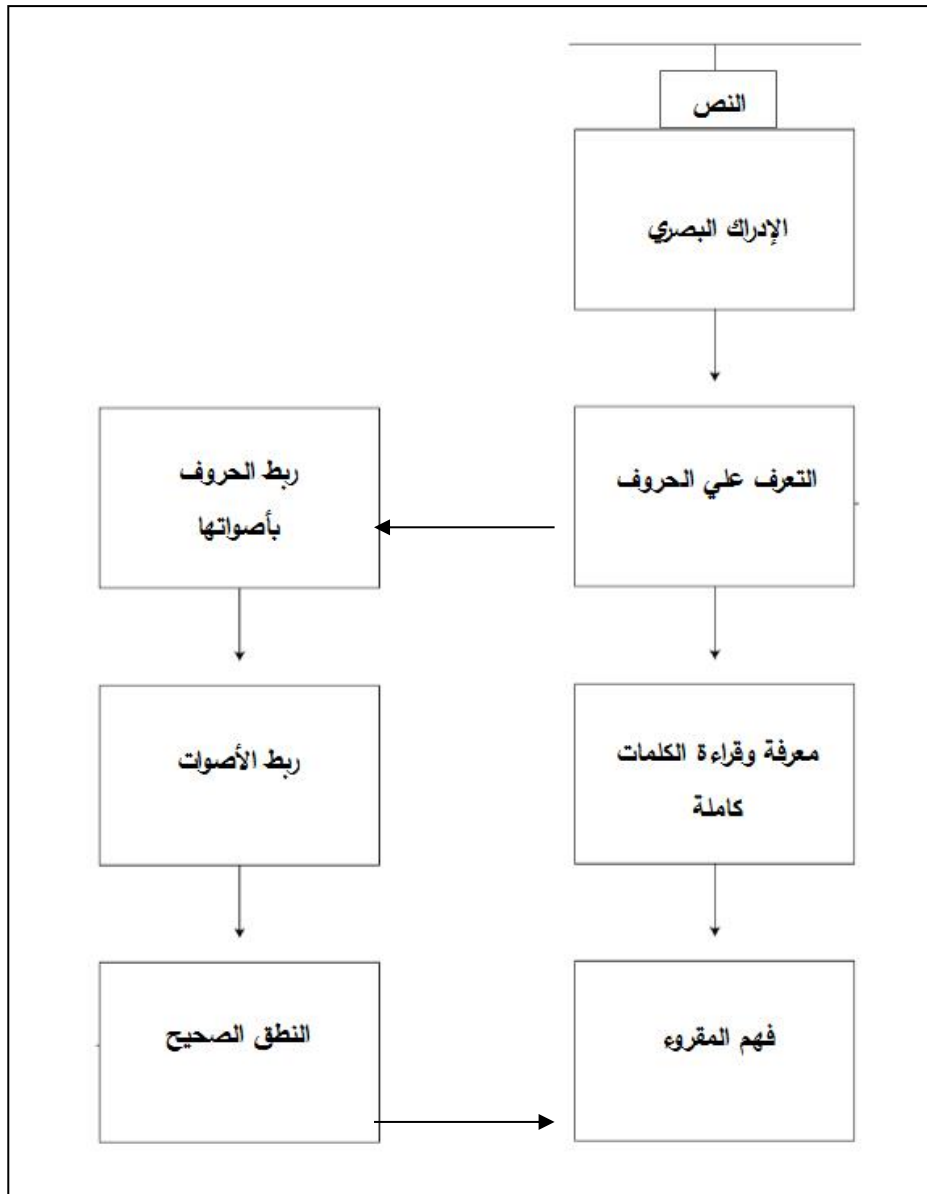 النص
الإدراك البصري
التعرف علي الحروف
ربط الحروف
بأصواتها
معرفة وقراءة الكلمات
كاملة
ربط الأصوات
فهم المقروء
النطق الصحيح